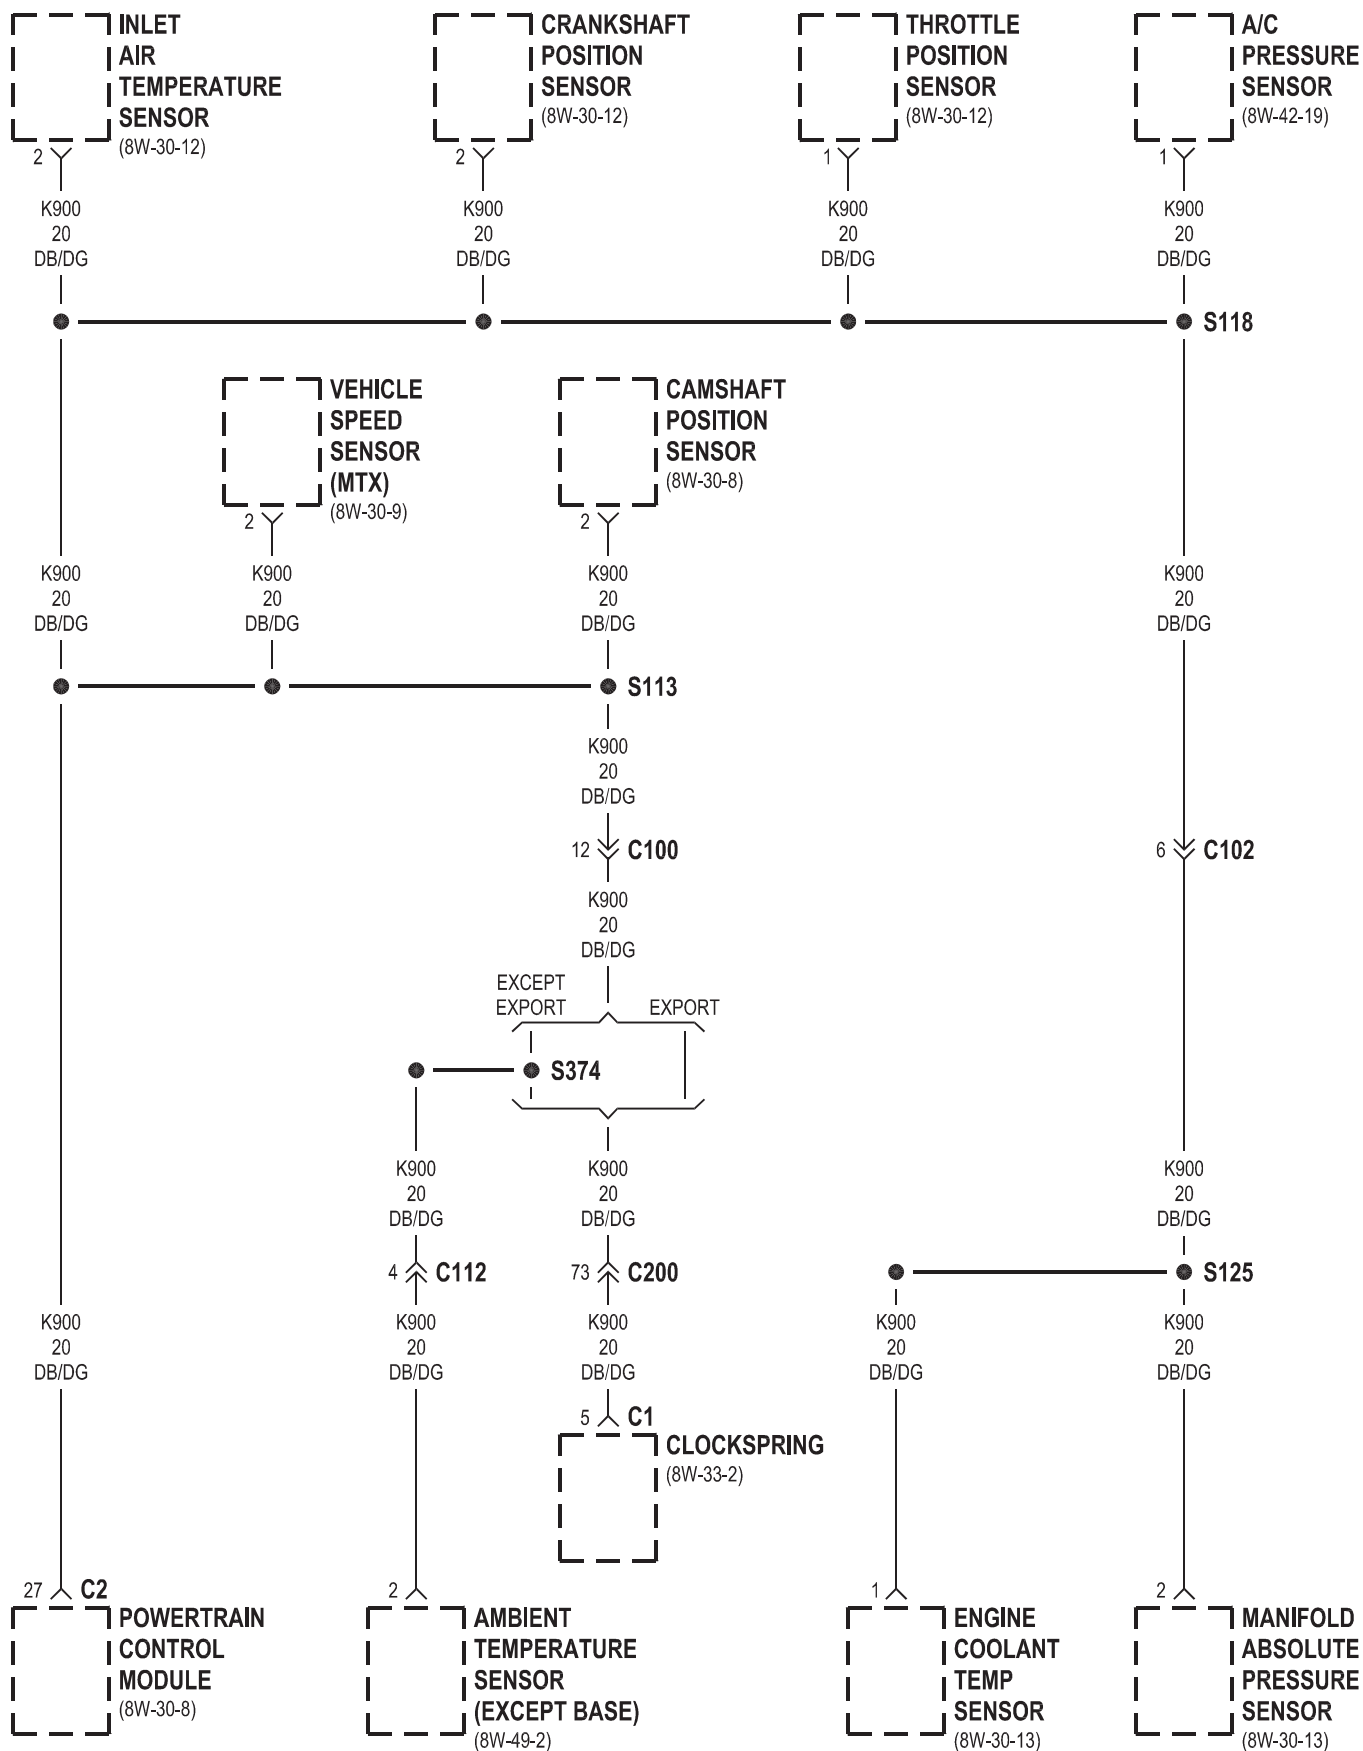 INLET
AIR
TEMPERATURE
SENSOR
(8W-30-12)
2
K900
20
DB/DG
CRANKSHAFT
POSITION
SENSOR
(8W-30-12)
2
K900
20
DB/DG
THROTTLE
POSITION
SENSOR
(8W-30-12)
1
K900
20
DB/DG
A/C
PRESSURE
SENSOR
(8W-42-19)
1
K900
20
DB/DG
S118
VEHICLE
SPEED
SENSOR
(MTX)
(8W-30-9)
2
CAMSHAFT
POSITION
SENSOR
(8W-30-8)
2
K900
20
DB/DG
K900
20
DB/DG
K900
20
DB/DG
K900
20
DB/DG
S113
K900
20
DB/DG
12 C100
6 C102
K900
20
DB/DG
EXCEPT
EXPORT
EXPORT
S374
K900
20
DB/DG
K900
20
DB/DG
K900
20
DB/DG
4 C112
73 C200
S125
K900
20
DB/DG
K900
20
DB/DG
K900
20
DB/DG
K900
20
DB/DG
K900
20
DB/DG
5 C1
CLOCKSPRING
(8W-33-2)
27 C2
POWERTRAIN
CONTROL
MODULE
(8W-30-8)
2
AMBIENT
TEMPERATURE
SENSOR
(EXCEPT BASE)
(8W-49-2)
1
ENGINE
COOLANT
TEMP
SENSOR
(8W-30-13)
2
MANIFOLD
ABSOLUTE
PRESSURE
SENSOR
(8W-30-13)